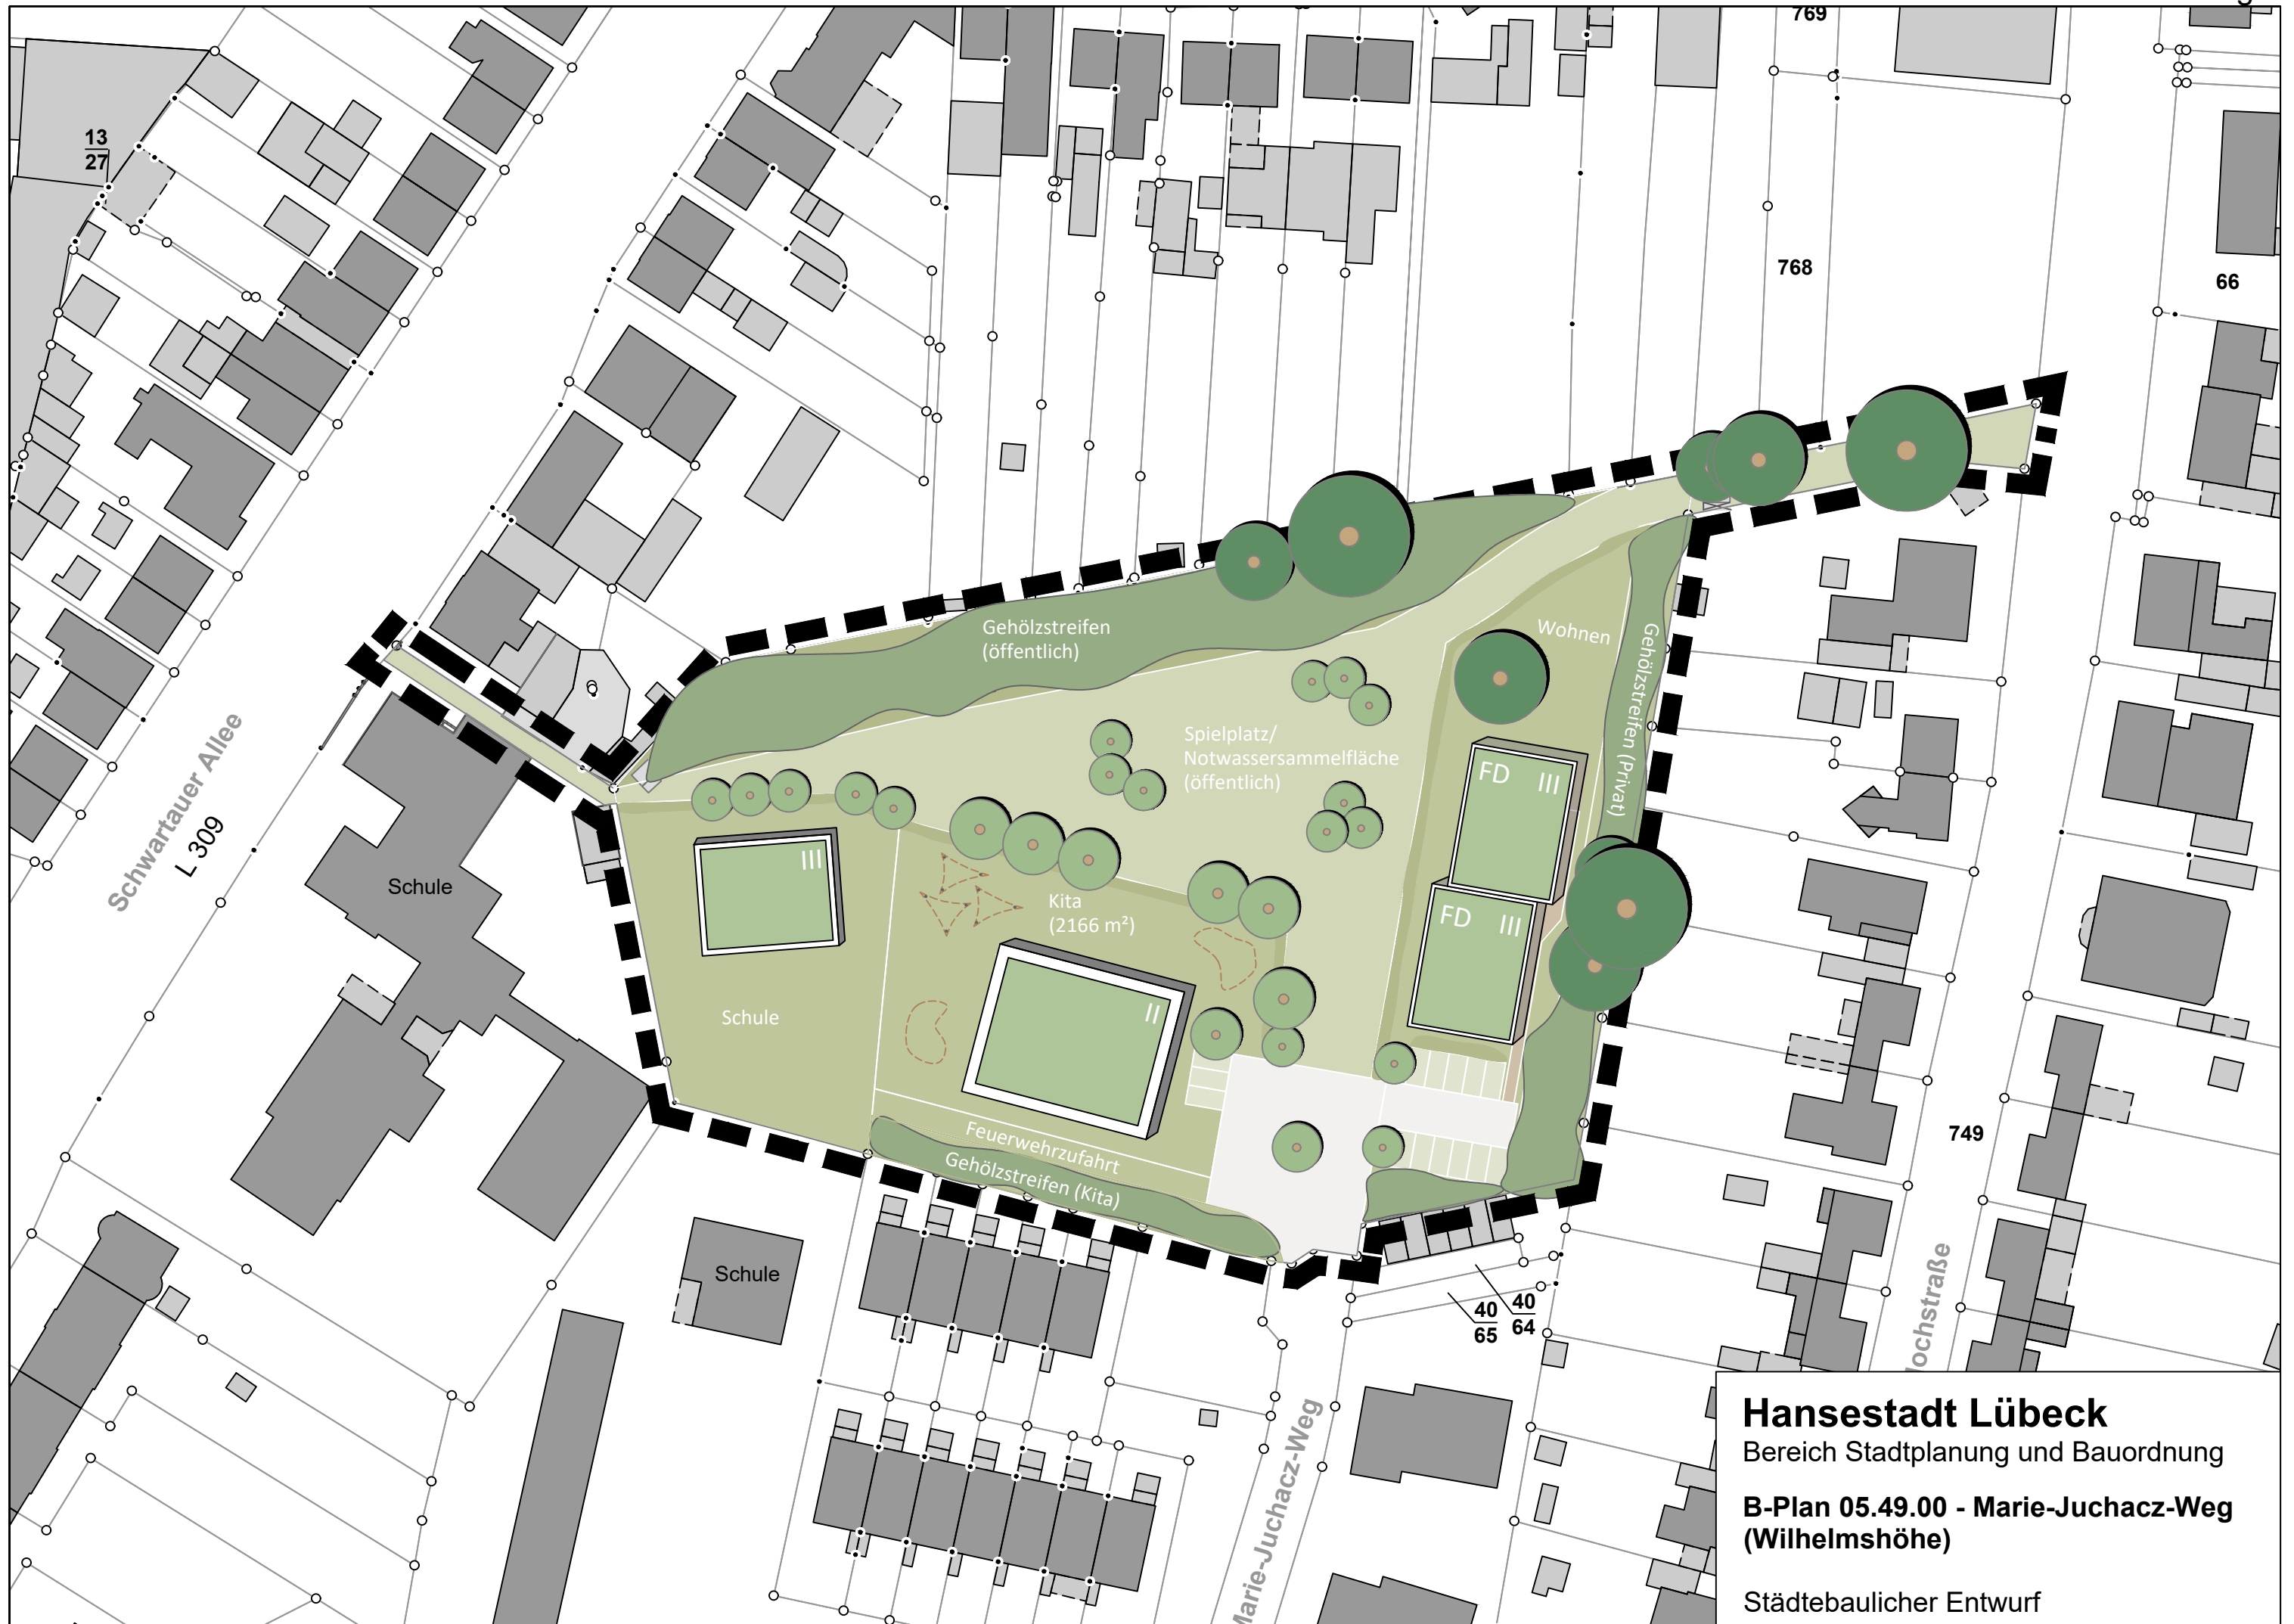 769
13
27
768
66
Gehölzstreifen
(öffentlich)
Wohnen
Gehölzstreifen (Privat)
Spielplatz/
Notwassersammelfläche
(öffentlich)
FD III
FD III
Schwartauer Allee
L 309
Schule
III
Kita
(2166 m²)
II
Schule
Feuerwehrzufahrt
Gehölzstreifen (Kita)
749
Schule
40
65
40
64
Marie-Juchacz-Weg
Hansestadt Lübeck
Bereich Stadtplanung und Bauordnung
B-Plan 05.49.00 - Marie-Juchacz-Weg
(Wilhelmshöhe)
Städtebaulicher Entwurf